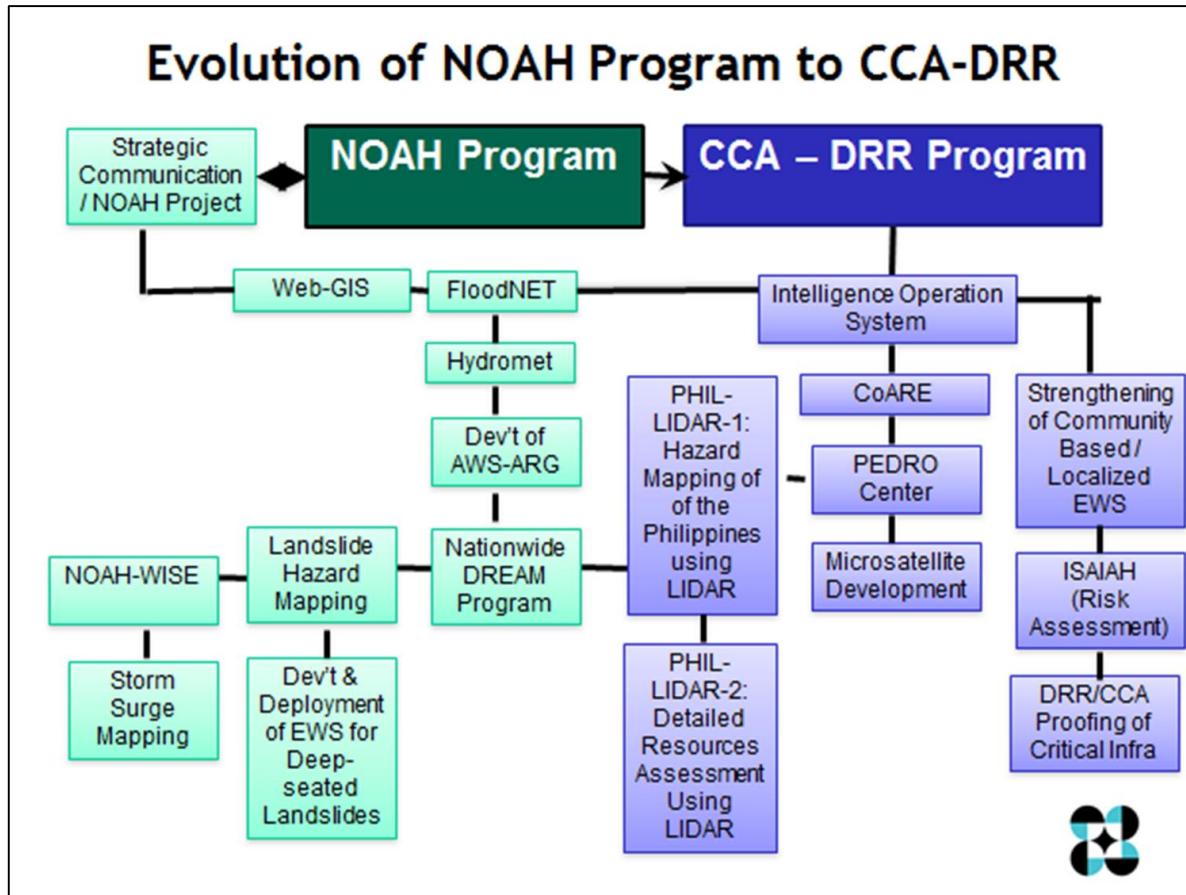 Evolution of NOAH Program to CCA-DRR
Strategic
Communication
/ NOAH Project
NOAH Program
CCA – DRR Program
Web-GIS
FloodNET
Intelligence Operation
System
Hydromet
Dev't of
AWS-ARG
Nationwide
DREAM
Program
Landslide
Hazard
Mapping
NOAH-WISE
Storm
Surge
Mapping
Dev't &
Deployment
of EWS for
Deep-
seated
Landslides
PHIL-
LIDAR-1:
Hazard
Mapping of
of the
Philippines
using
LIDAR
PHIL-
LIDAR-2:
Detailed
Resources
Assessment
Using
LIDAR
CoARE
PEDRO
Center
Microsatellite
Development
Strengthening
of Community
Based /
Localized
EWS
ISAIAH
(Risk
Assessment)
DRR/CCA
Proofing of
Critical Infra